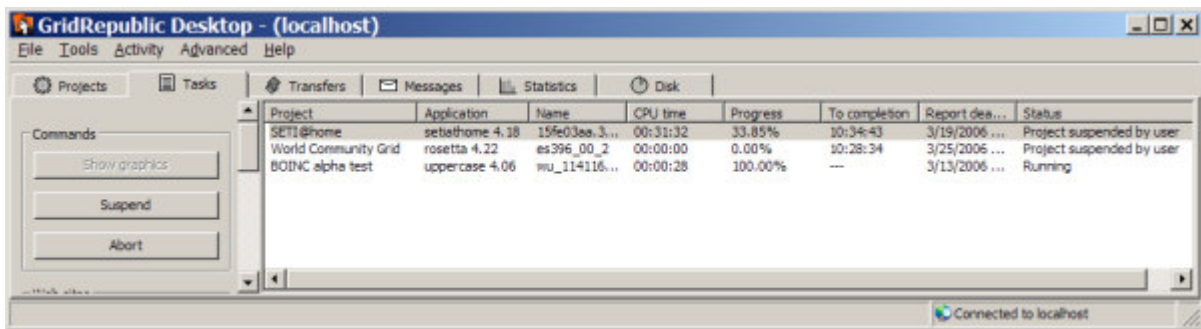 GridRepublic Desktop - (localhost)
File Tools Activity Advanced Help
Projects Tasks Transfers Messages Statistics Disk
Commands
Show graphics
Suspend
Abort
Project Application Name CPU time Progress To completion Report dea... Status
SETI@home setiathome 4.18 15fe03aa.3... 00:31:32 33.85% 10:34:43 3/19/2006 ... Project suspended by user
World Community Grid rosetta 4.22 es396_00_2 00:00:00 0.00% 10:28:34 3/25/2006 ... Project suspended by user
BOINC alpha test uppercase 4.06 wu_114116... 00:00:28 100.00% --- 3/13/2006 ... Running
Connected to localhost